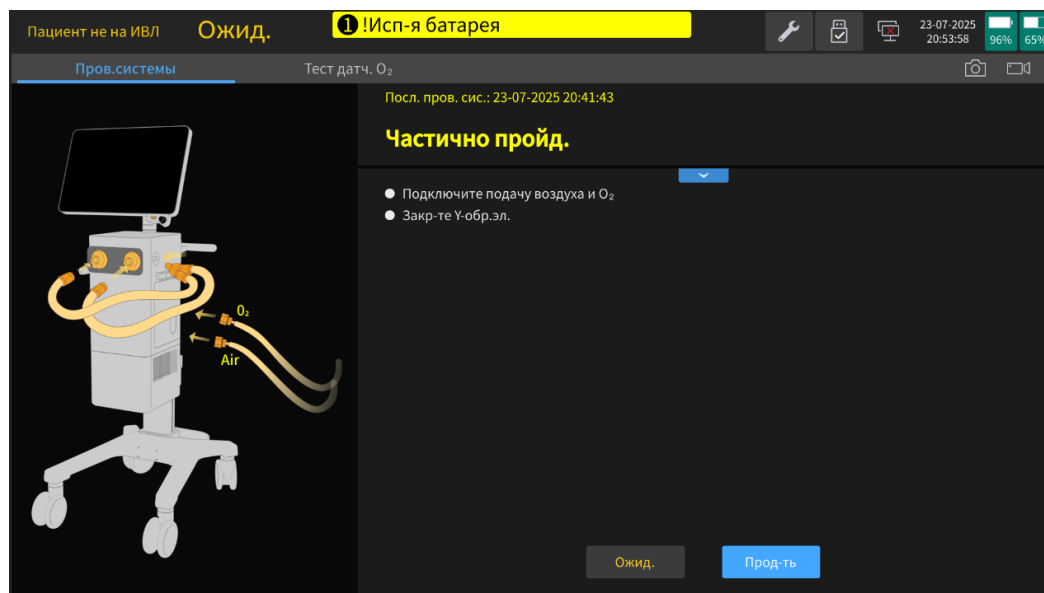 Пациент не на ИВЛ Ожид. 1 !Исп-я батарея 23-07-2025
20:53:58 96% 65%
Пров.системы Тест датч. O₂
Посл. пров. сис.: 23-07-2025 20:41:43
Частично пройд.
● Подключите подачу воздуха и O₂
● Закр-те Y-обр.эл.
O₂
Air
Ожид. Прод-ть